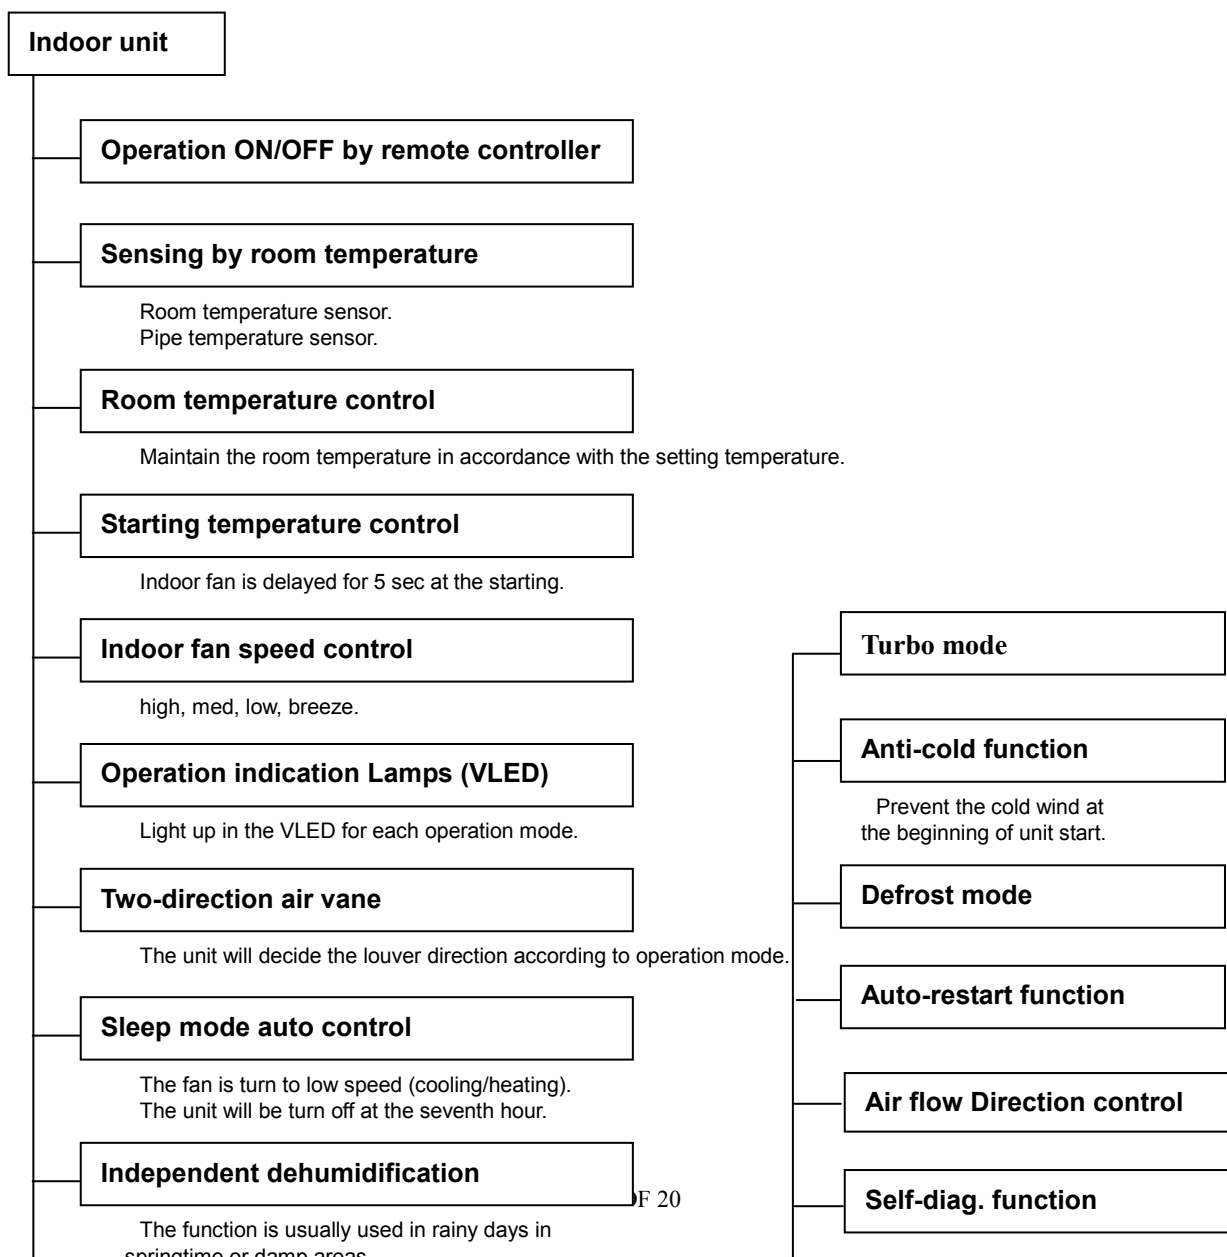 Indoor unit
Operation ON/OFF by remote controller
Sensing by room temperature
Room temperature sensor.
Pipe temperature sensor.
Room temperature control
Maintain the room temperature in accordance with the setting temperature.
Starting temperature control
Indoor fan is delayed for 5 sec at the starting.
Indoor fan speed control
high, med, low, breeze.
Operation indication Lamps (VLED)
Light up in the VLED for each operation mode.
Two-direction air vane
The unit will decide the louver direction according to operation mode.
Sleep mode auto control
The fan is turn to low speed (cooling/heating).
The unit will be turn off at the seventh hour.
Independent dehumidification
The function is usually used in rainy days in
springtime or damp areas
Turbo mode
Anti-cold function
Prevent the cold wind at
the beginning of unit start.
Defrost mode
Auto-restart function
Air flow Direction control
Self-diag. function
20